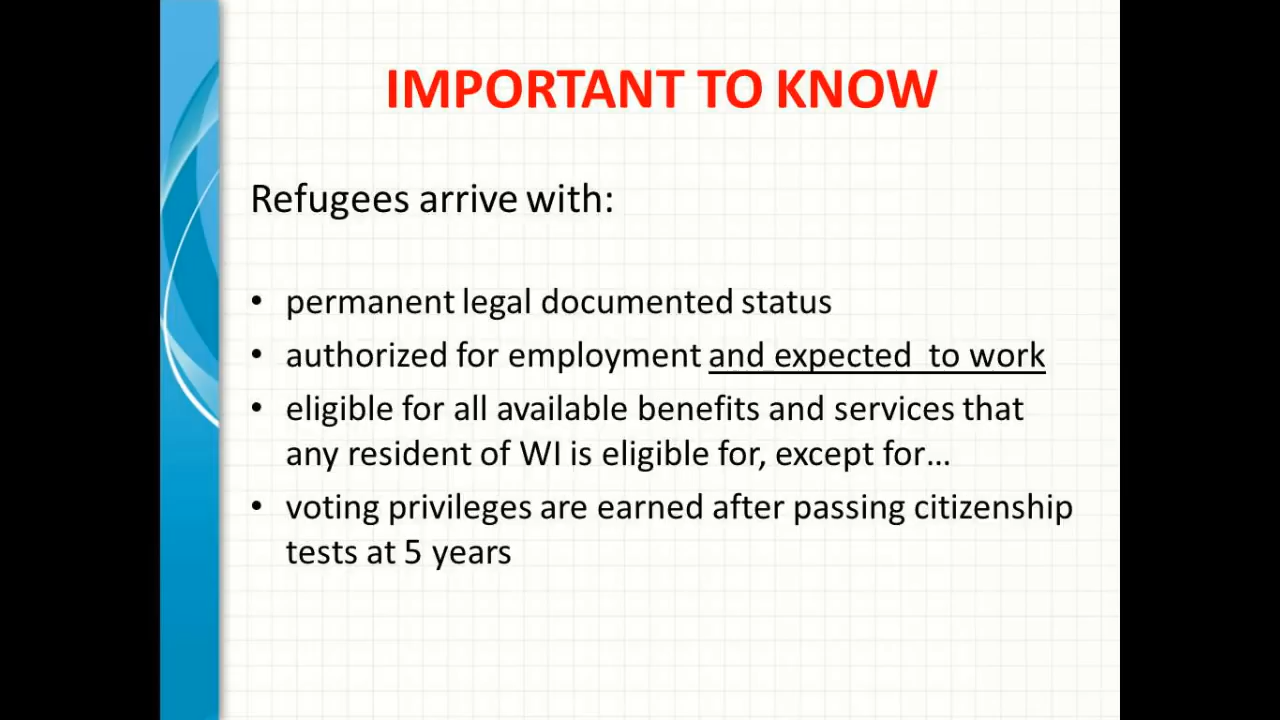 IMPORTANT TO KNOW
Refugees arrive with:
• permanent legal documented status
• authorized for employment and expected  to work
• eligible for all available benefits and services that
any resident of WI is eligible for, except for…
• voting privileges are earned after passing citizenship
tests at 5 years